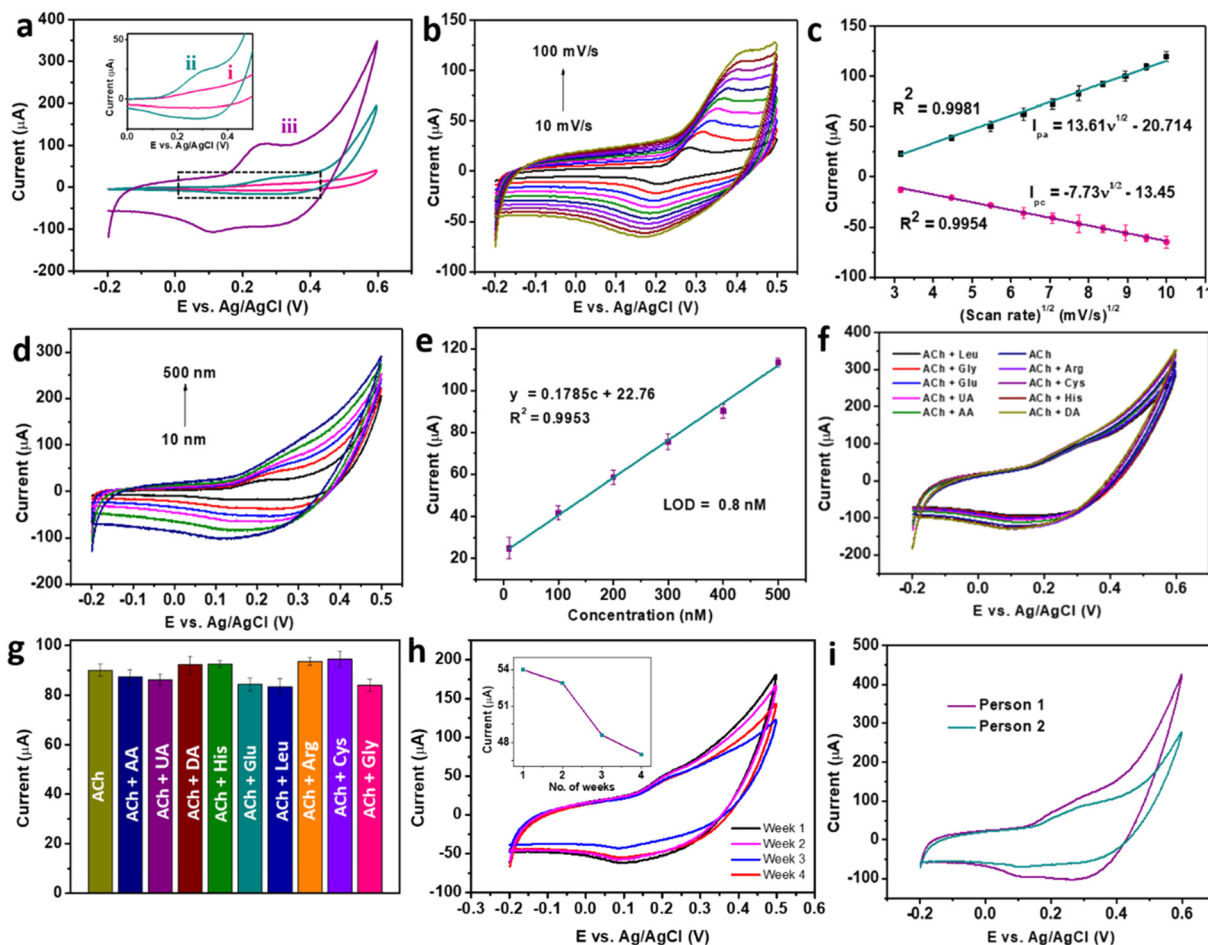 a
400
300
200
100
0
-100
-200
Current (µA)
-0.2
0.0
0.2
0.4
0.6
E vs. Ag/AgCl (V)
50
0
Current (µA)
0.0
0.2
0.4
E vs. Ag/AgCl (V)
ii
i
iii
b
150
100
50
0
-50
-100
Current (µA)
100 mV/s
10 mV/s
-0.2 -0.1 0.0 0.1 0.2 0.3 0.4 0.5
E vs. Ag/AgCl (V)
c
150
100
50
0
-50
-100
Current (µA)
R2 = 0.9981
Ipa = 13.61ν1/2 - 20.714
Ipc = -7.73ν1/2 - 13.45
R2 = 0.9954
3 4 5 6 7 8 9 10 11
(Scan rate)1/2 (mV/s)1/2
d
300
200
100
0
-100
-200
Current (µA)
500 nm
10 nm
-0.2 -0.1 0.0 0.1 0.2 0.3 0.4 0.5
E vs. Ag/AgCl (V)
e
120
100
80
60
40
20
Current (µA)
y = 0.1785c + 22.76
R2 = 0.9953
LOD = 0.8 nM
0 100 200 300 400 500
Concentration (nM)
f
400
300
200
100
0
-100
-200
Current (µA)
ACh + Leu
ACh + Gly
ACh + Glu
ACh + UA
ACh + AA
ACh
ACh + Arg
ACh + Cys
ACh + His
ACh + DA
-0.2 0.0 0.2 0.4 0.6
E vs. Ag/AgCl (V)
g
100
80
60
40
20
0
Current (µA)
ACh
ACh + AA
ACh + UA
ACh + DA
ACh + His
ACh + Glu
ACh + Leu
ACh + Arg
ACh + Cys
ACh + Gly
h
200
175
150
125
100
75
50
25
0
-25
-50
-75
-100
Current (µA)
54
51
48
Current (µA)
1 2 3 4
No. of weeks
Week 1
Week 2
Week 3
Week 4
-0.3 -0.2 -0.1 0.0 0.1 0.2 0.3 0.4 0.5 0.6
E vs. Ag/AgCl (V)
i
500
400
300
200
100
0
-100
Current (µA)
Person 1
Person 2
-0.2 0.0 0.2 0.4 0.6
E vs. Ag/AgCl (V)